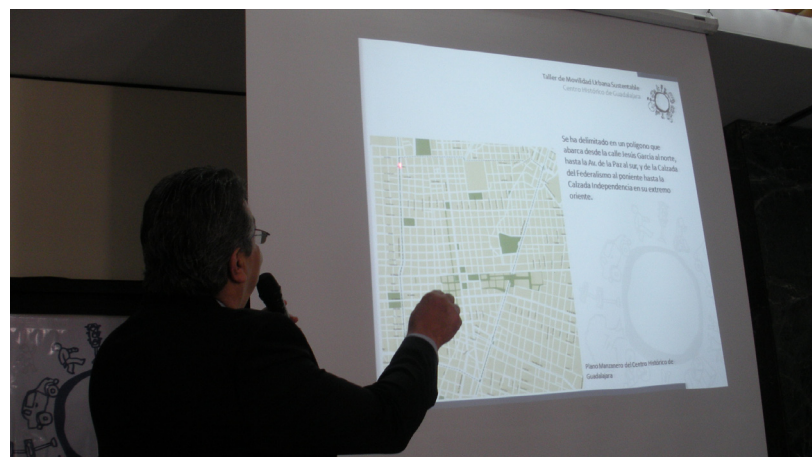 Taller de Movilidad Urbana Sustentable
Centro Histórico de Guadalajara
Se ha delimitado en un polígono que
abarca desde la calle Jesús García al norte,
hasta la Av. de la Paz al sur, y de la Calzada
del Federalismo al poniente hasta la
Calzada Independencia en su extremo
oriente.
Plano Manzanero del Centro Histórico de
Guadalajara